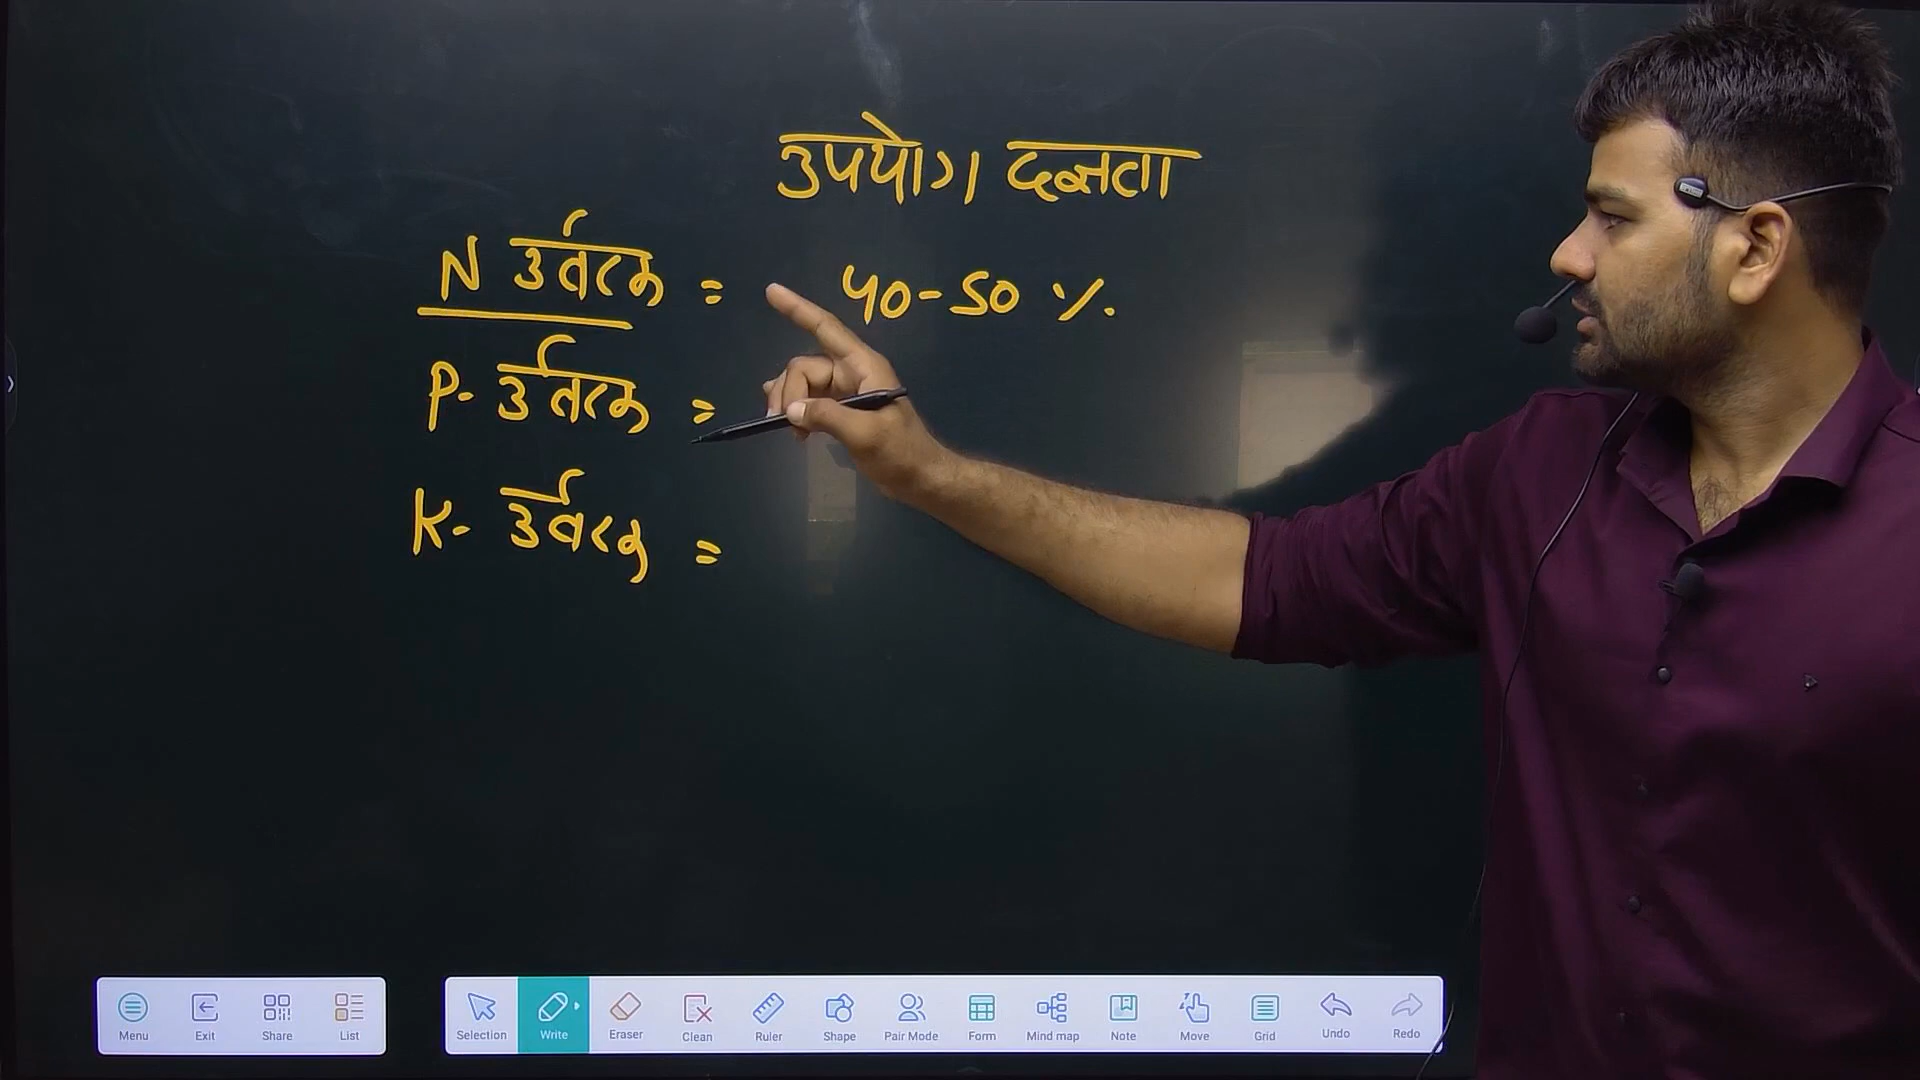 उपयोग दक्षता
N उर्वरक = 40-50 %.
P- उर्वरक =
K- उर्वरक =
Menu Exit Share List Selection Write Eraser Clean Ruler Shape Pair Mode Form Mind map Note Move Grid Undo Redo